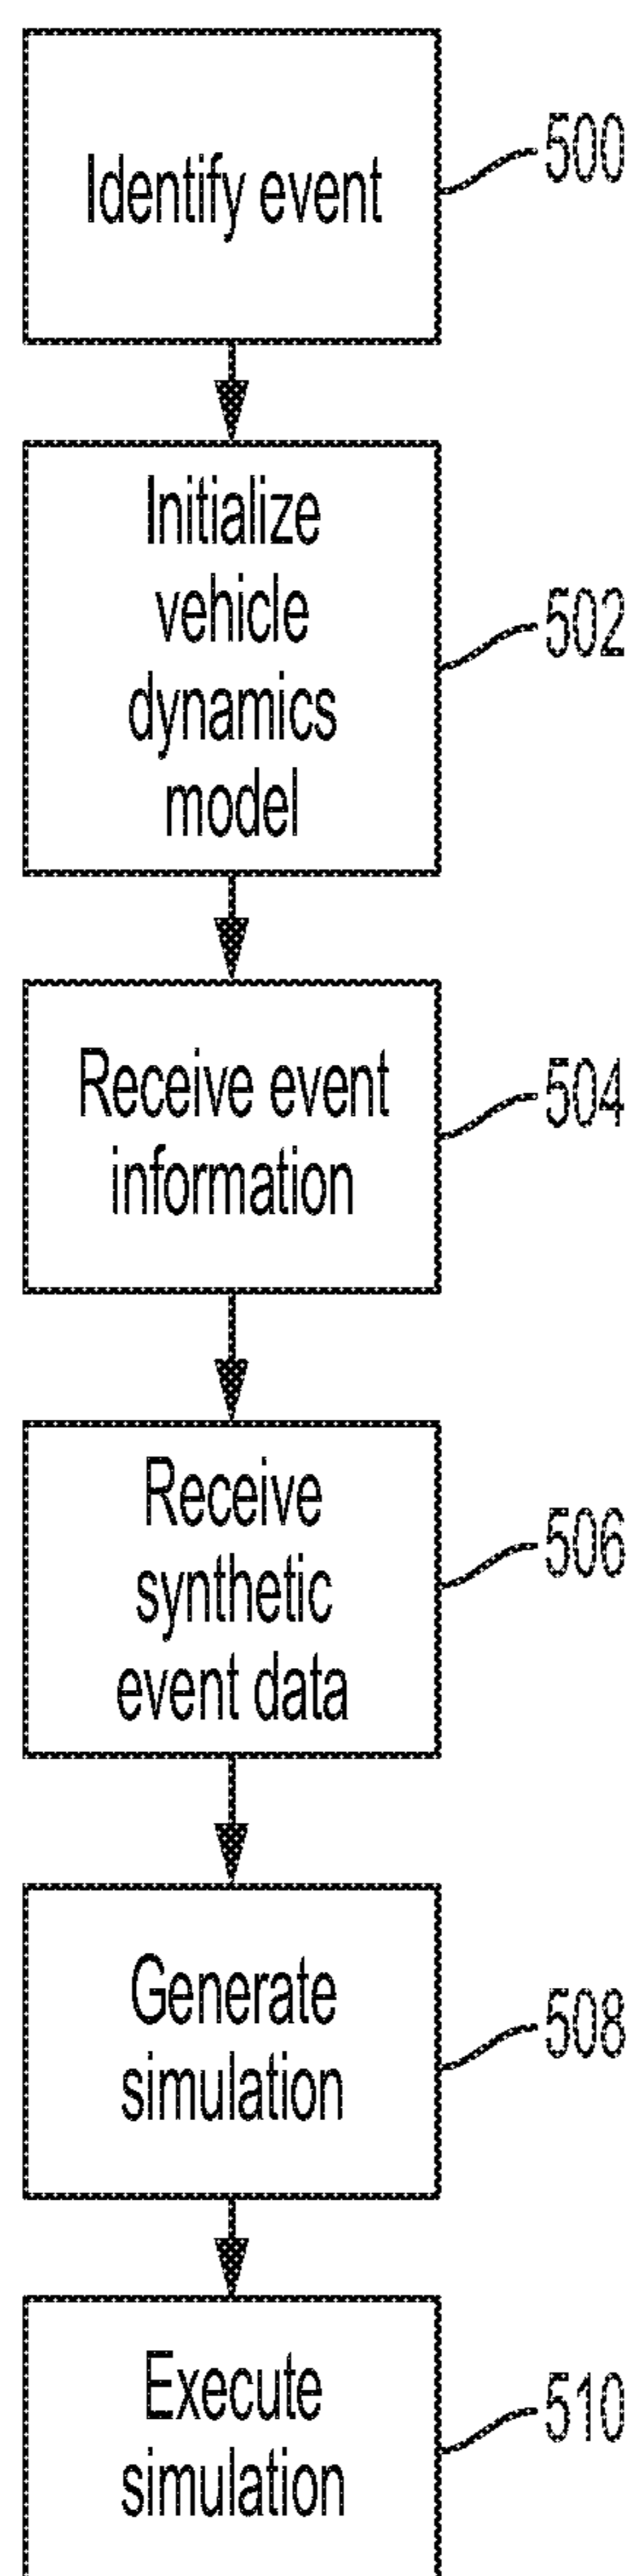 Identify event
500
Initialize
vehicle
dynamics
model
502
Receive event
information
504
Receive
synthetic
event data
506
Generate
simulation
508
Execute
simulation
510